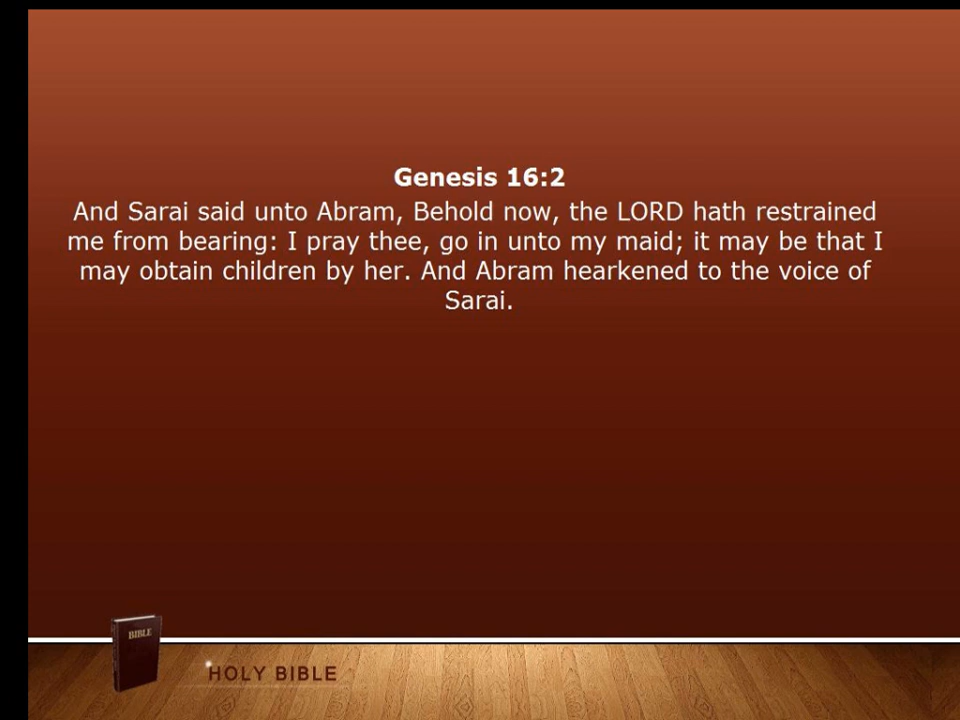 Genesis 16:2
And Sarai said unto Abram, Behold now, the LORD hath restrained
me from bearing: I pray thee, go in unto my maid; it may be that I
may obtain children by her. And Abram hearkened to the voice of
Sarai.
BIBLE
HOLY BIBLE